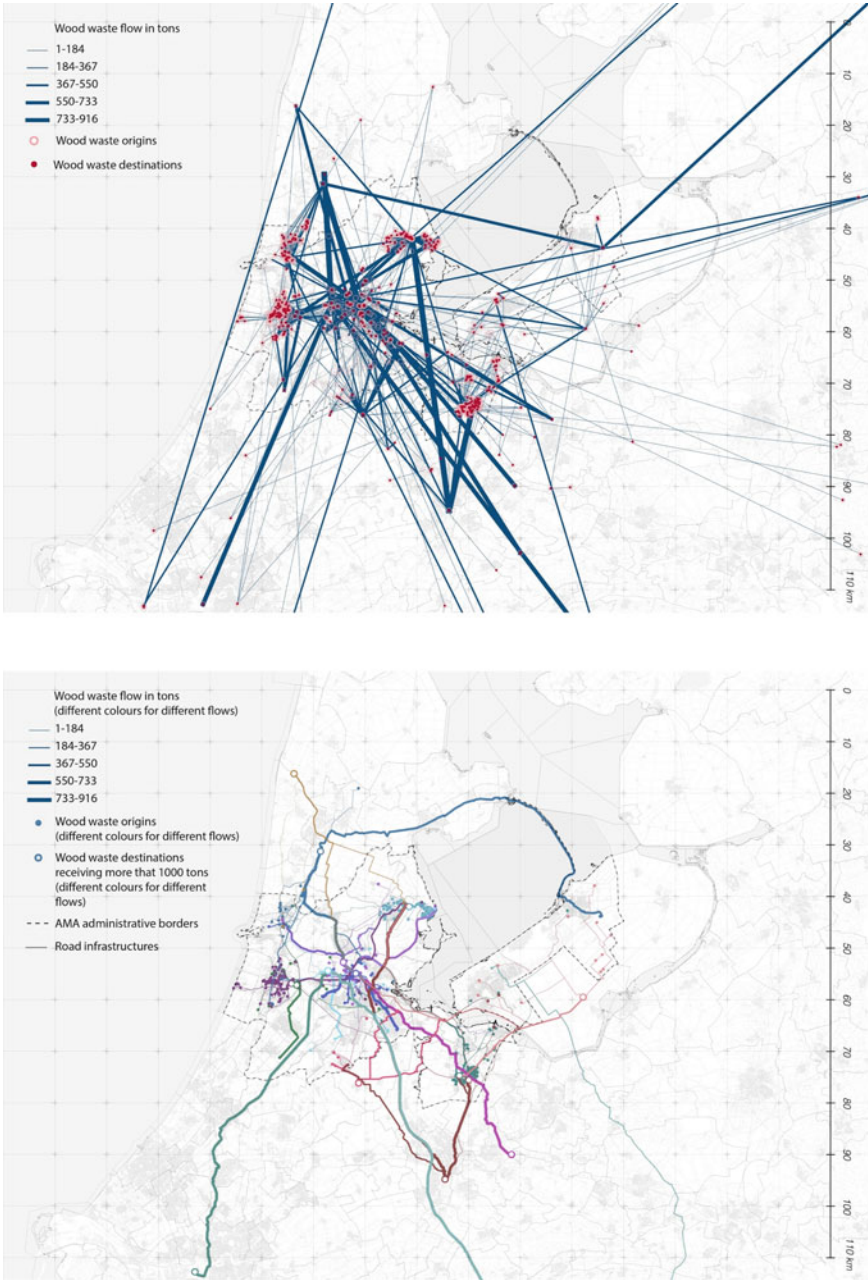 Wood waste flow in tons
1-184
184-367
367-550
550-733
733-916
Wood waste origins
Wood waste destinations
0
10
20
30
40
50
60
70
80
90
100
110 km
Wood waste flow in tons
(different colours for different flows)
1-184
184-367
367-550
550-733
733-916
Wood waste origins
(different colours for different flows)
Wood waste destinations
receiving more that 1000 tons
(different colours for different
flows)
AMA administrative borders
Road infrastructures
0
10
20
30
40
50
60
70
80
90
100
110 km